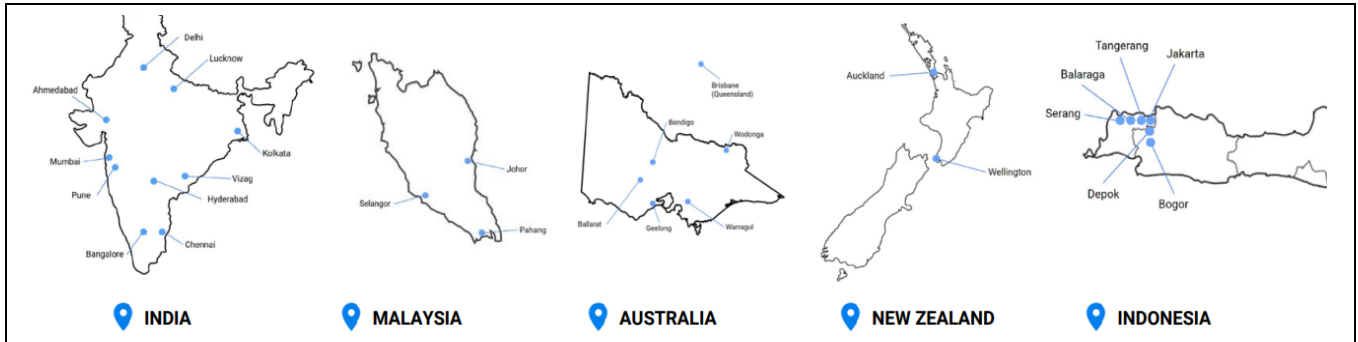 Delhi
Lucknow
Ahmedabad
Kolkata
Mumbai
Vizag
Pune
Hyderabad
Bangalore
Chennai
INDIA
Johor
Selangor
Pahang
MALAYSIA
Brisbane
(Queensland)
Bendigo
Wodonga
Ballarat
Geelong
Warragul
AUSTRALIA
Auckland
Wellington
NEW ZEALAND
Tangerang
Jakarta
Balaraga
Serang
Depok
Bogor
INDONESIA